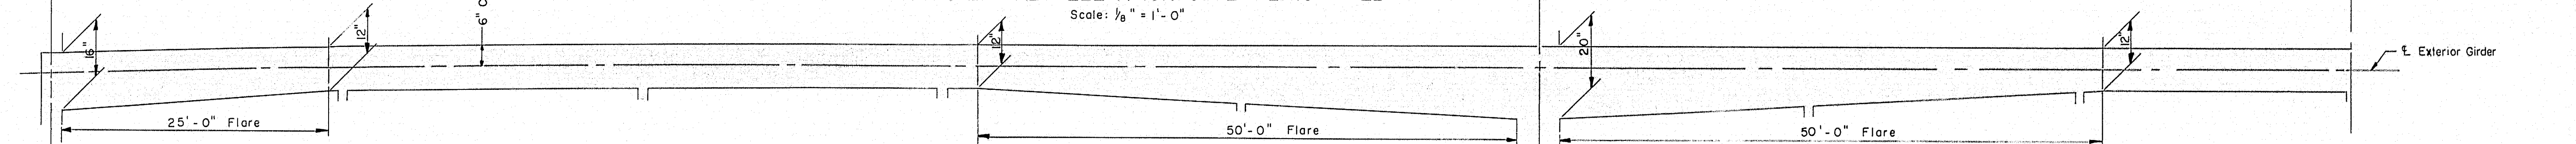 Scale: 1/8" = 1'-0"
16"
12"
6"
12"
20"
12"
℄ Exterior Girder
25'-0" Flare
50'-0" Flare
50'-0" Flare